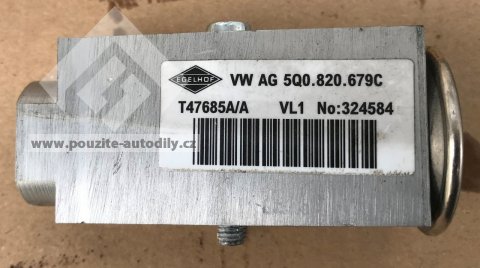 EGELHOF VW AG 5Q0.820.679C
T47685A/A VL1 No:324584
www.pouzite-autodily.cz